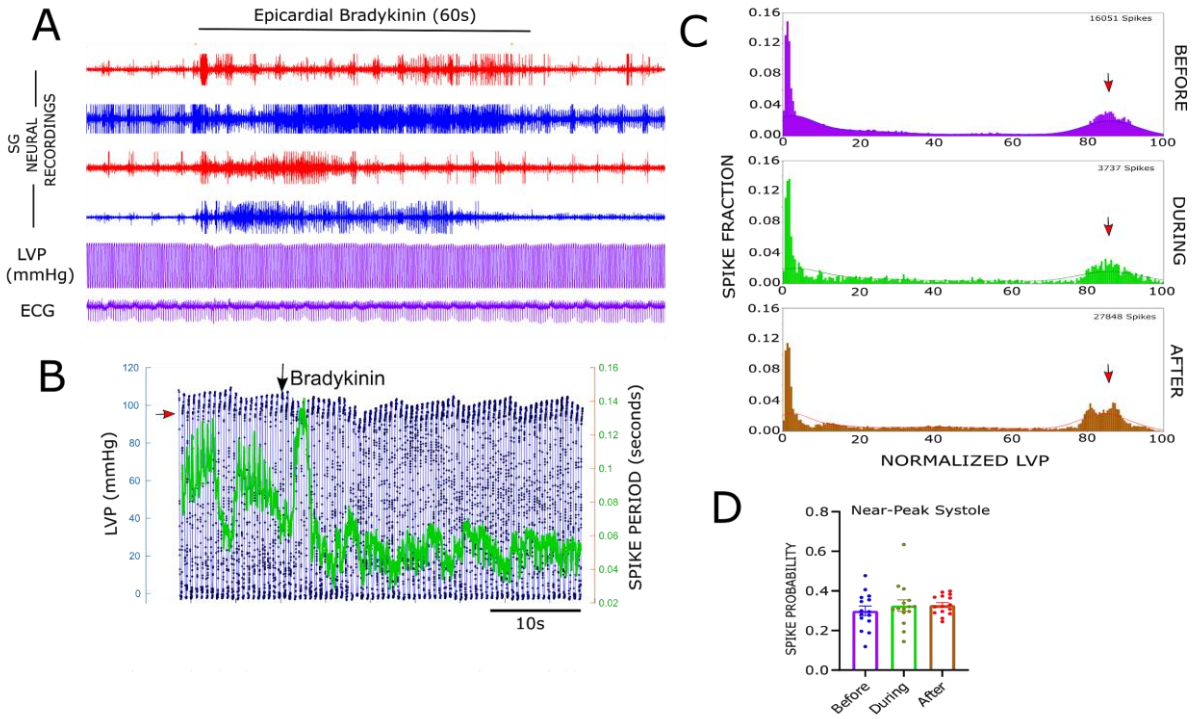 A
Epicardial Bradykinin (60s)
SG
NEURAL
RECORDINGS
LVP
(mmHg)
ECG
B
Bradykinin
120
100
80
60
40
20
0
LVP (mmHg)
0.16
0.14
0.12
0.1
0.08
0.06
0.04
0.02
SPIKE PERIOD (seconds)
10s
C
0.16
0.12
0.08
0.04
0.00
0 20 40 60 80 100
16051 Spikes
BEFORE
0.16
0.12
0.08
0.04
0.00
0 20 40 60 80 100
3737 Spikes
DURING
SPIKE FRACTION
0.16
0.12
0.08
0.04
0.00
0 20 40 60 80 100
27848 Spikes
AFTER
NORMALIZED LVP
D
Near-Peak Systole
0.8
0.6
0.4
0.2
0.0
SPIKE PROBABILITY
Before
During
After